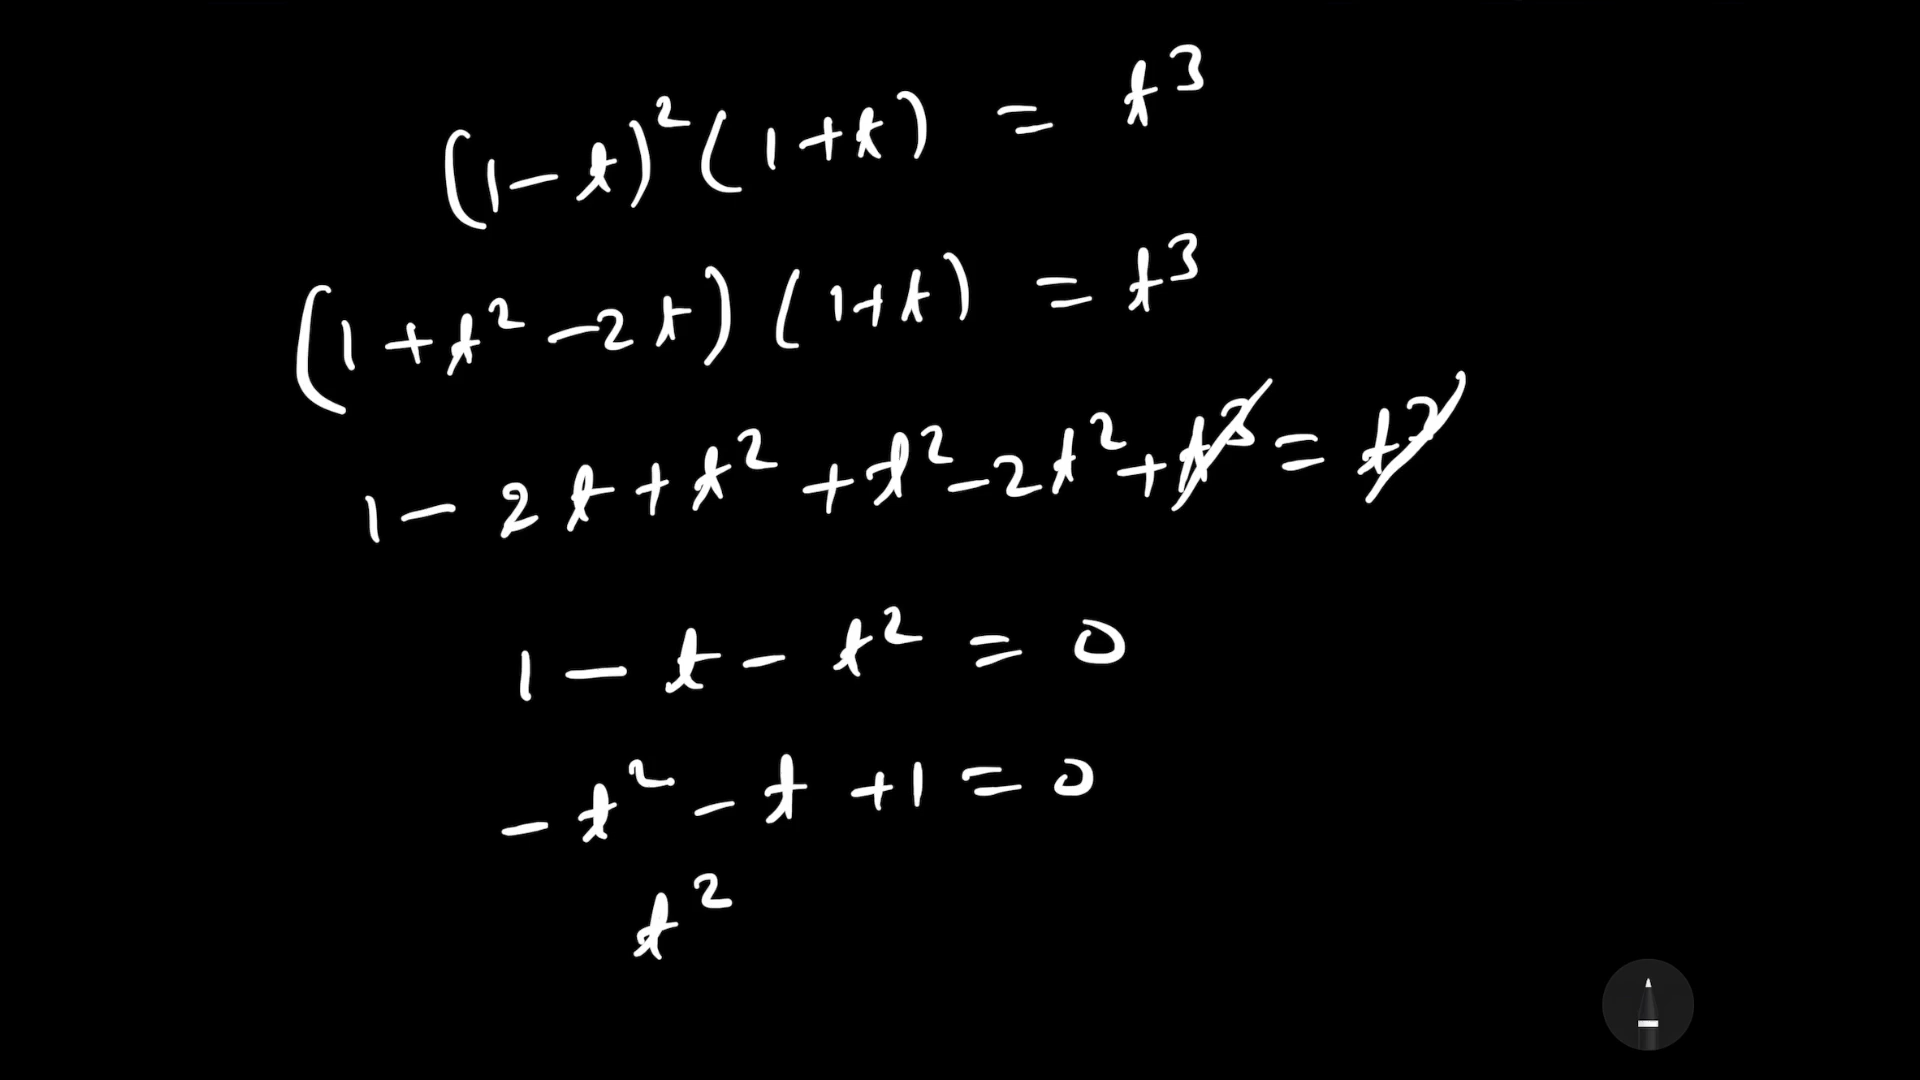 (1-t)²(1+t) = t³
(1+t²-2t)(1+t) = t³
1-2t+t²+t²-2t²+t³ = t³
1-t-t² = 0
-t²-t+1=0
t²